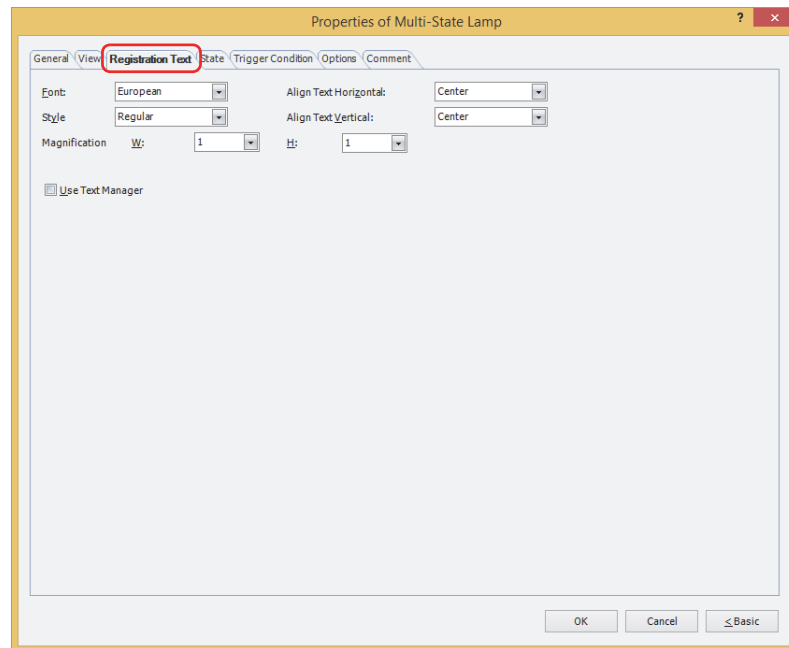 Properties of Multi-State Lamp ? ×
General View Registration Text State Trigger Condition Options Comment
Font: European Align Text Horizontal: Center
Style Regular Align Text Vertical: Center
Magnification W: 1 H: 1
Use Text Manager
OK Cancel < Basic